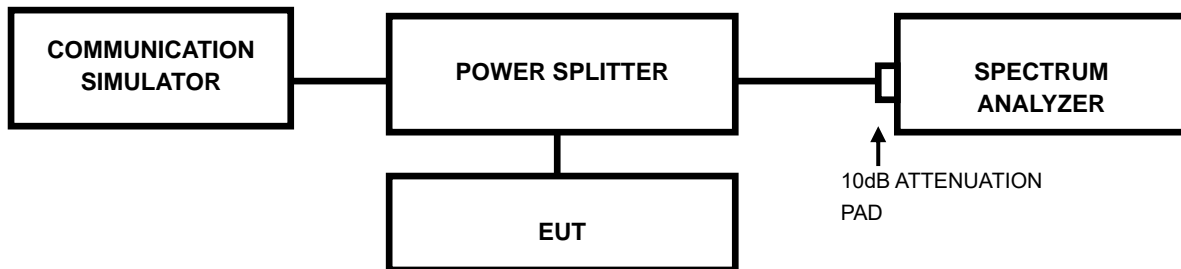 COMMUNICATION
SIMULATOR
POWER SPLITTER
SPECTRUM
ANALYZER
10dB ATTENUATION
PAD
EUT